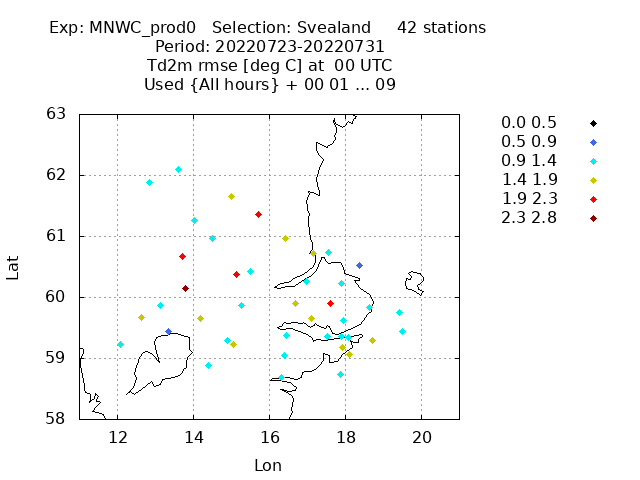 Exp: MNWC_prod0 Selection: Svealand 42 stations
Period: 20220723-20220731
Td2m rmse [deg C] at 00 UTC
Used {All hours} + 00 01 ... 09
63
62
61
60
59
58
Lat
12 14 16 18 20
Lon
0.0 0.5
0.5 0.9
0.9 1.4
1.4 1.9
1.9 2.3
2.3 2.8